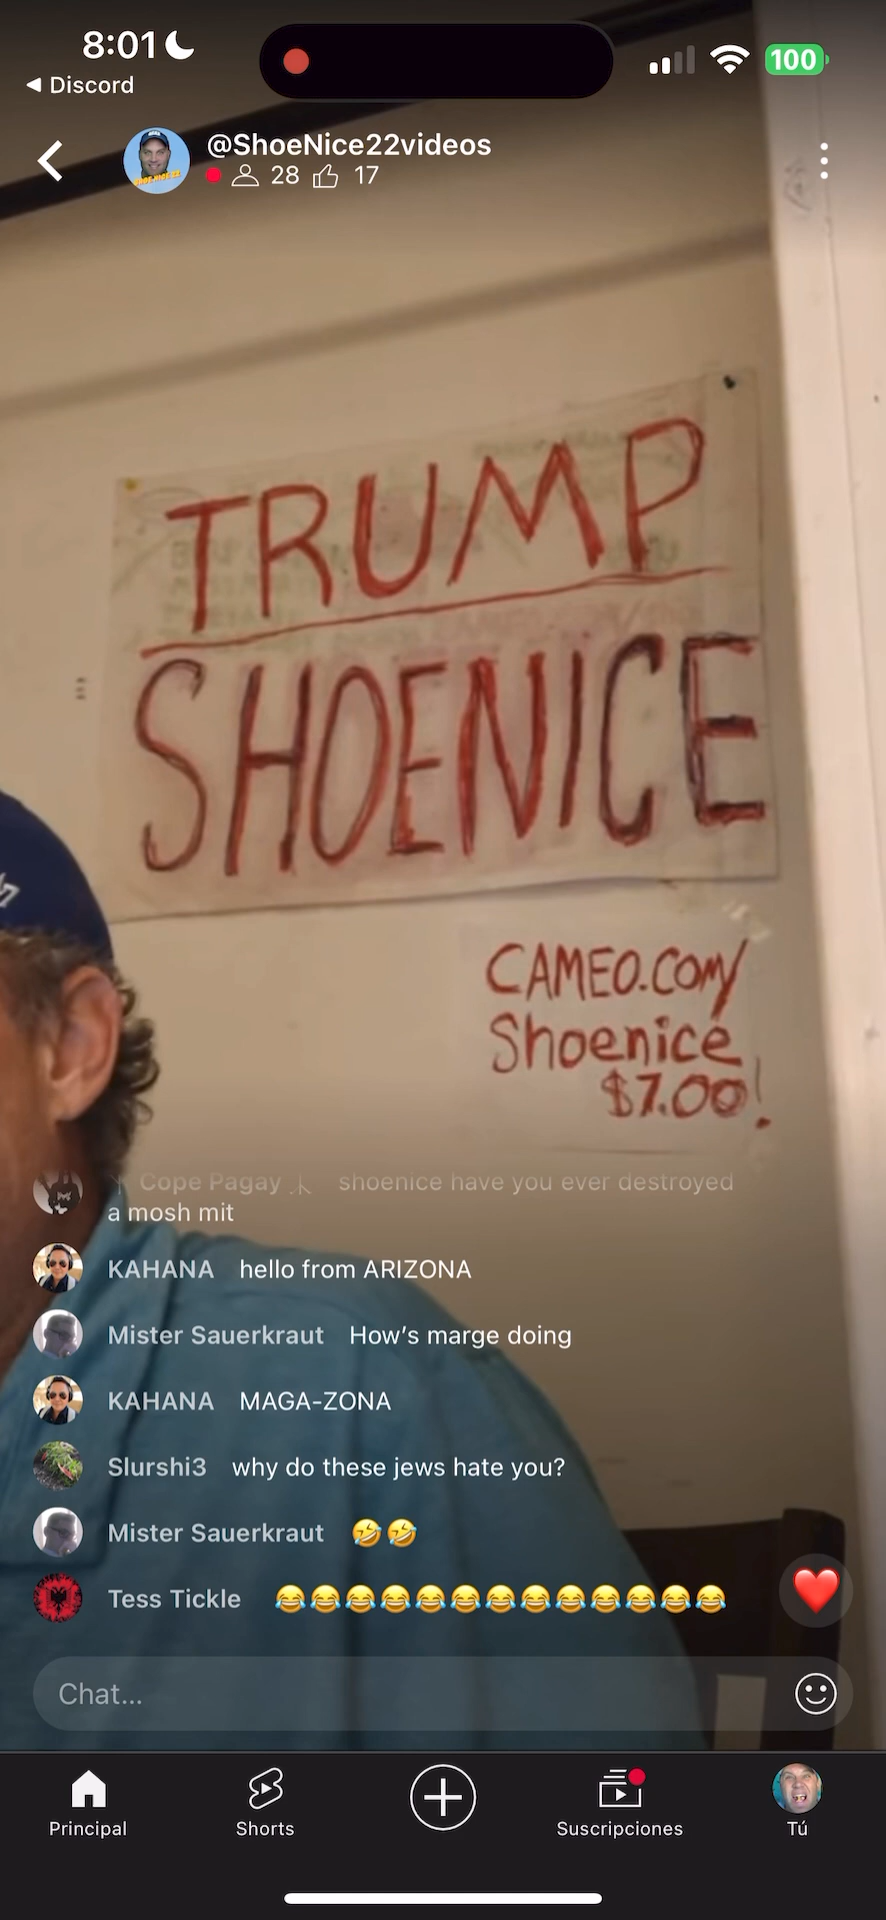 8:01
100
◀ Discord
@ShoeNice22videos
28 17
TRUMP
SHOENICE
CAMEO.COM/
Shoenice
$7.00!
Cope Pagay shoenice have you ever destroyed
a mosh mit
KAHANA hello from ARIZONA
Mister Sauerkraut How’s marge doing
KAHANA MAGA-ZONA
Slurshi3 why do these jews hate you?
Mister Sauerkraut 🤣🤣
Tess Tickle 😂😂😂😂😂😂😂😂😂😂😂😂😂
Chat...
Principal Shorts Suscripciones Tú